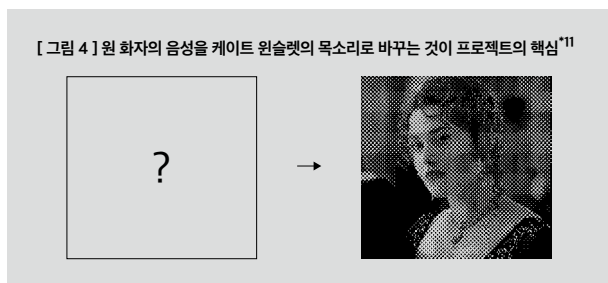 [ 그림 4 ] 원 화자의 음성을 케이트 윈슬렛의 목소리로 바꾸는 것이 프로젝트의 핵심*11
?
→